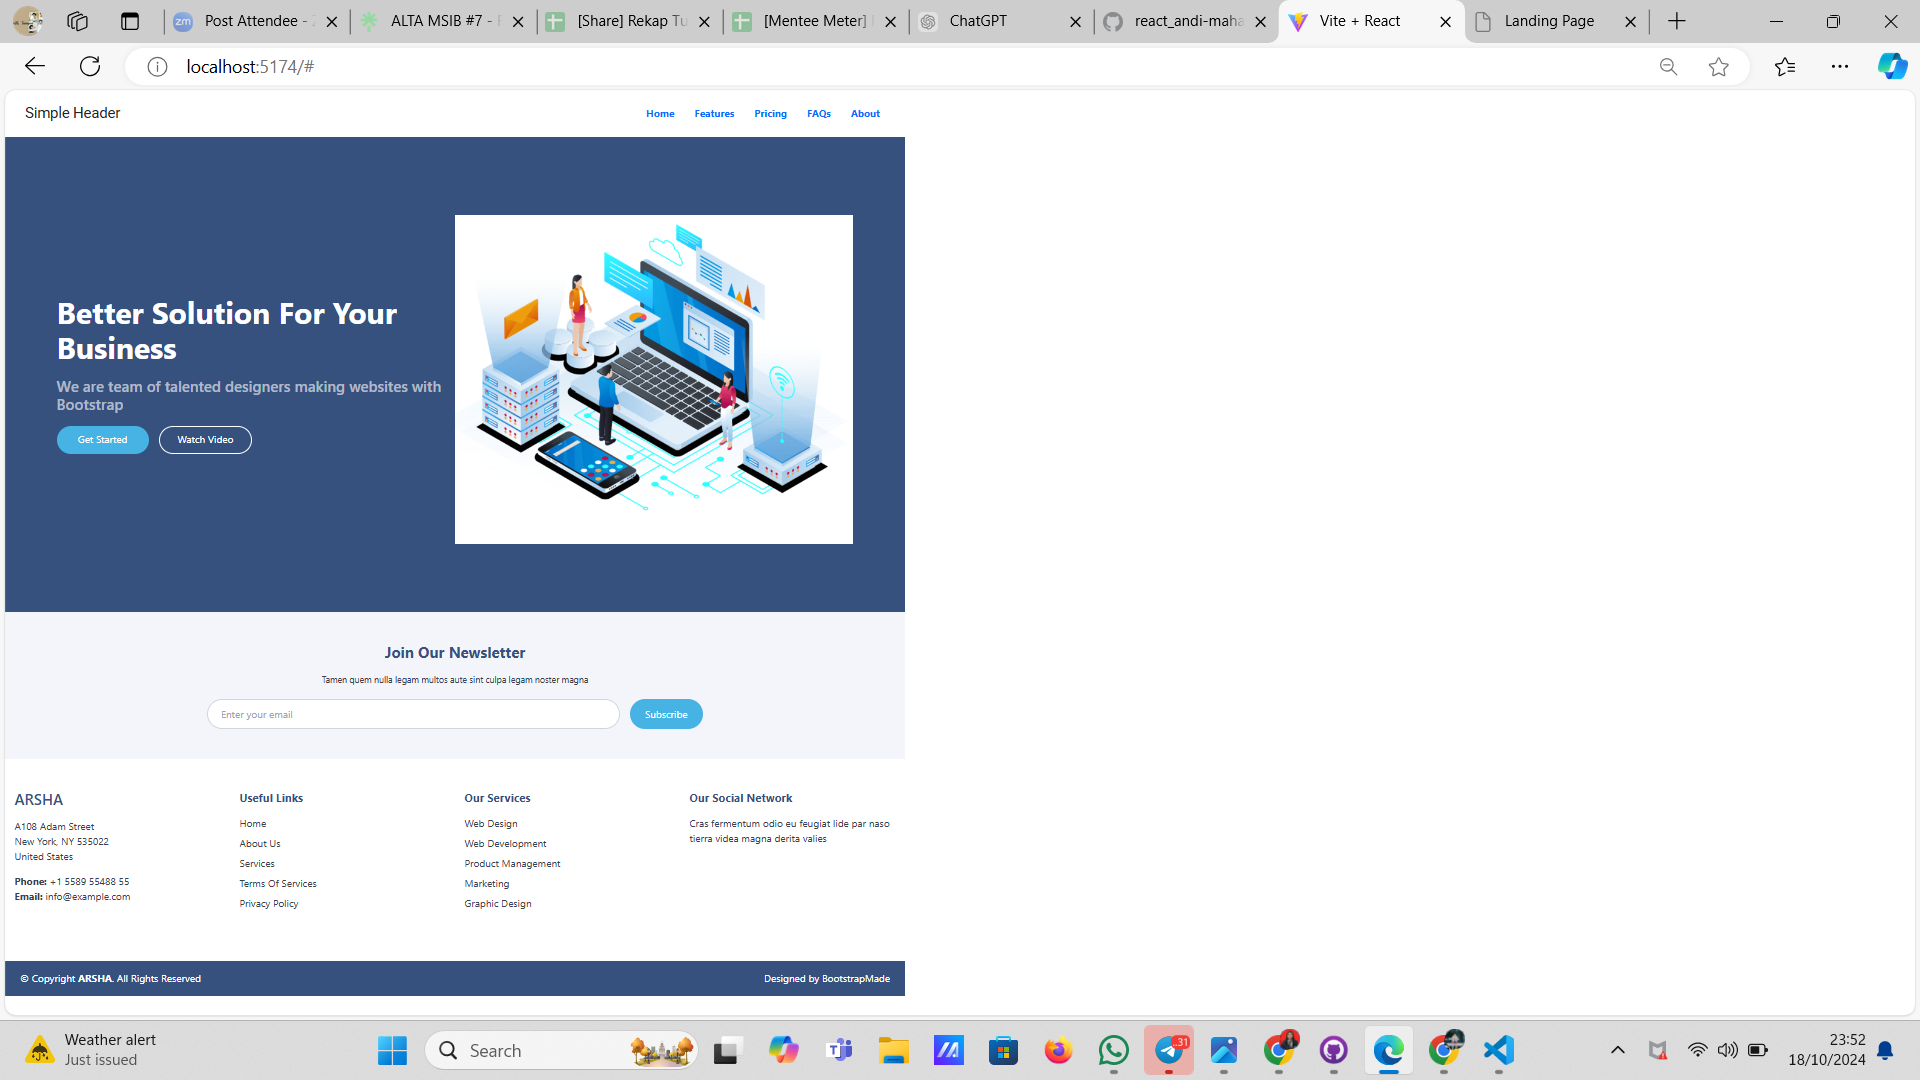 Post Attendee - Z
ALTA MSIB #7 - F
[Share] Rekap Tu
[Mentee Meter]
ChatGPT
react_andi-maha
Vite + React
Landing Page
localhost:5174/#
Simple Header
Home Features Pricing FAQs About
Better Solution For Your
Business
We are team of talented designers making websites with
Bootstrap
Get Started Watch Video
Join Our Newsletter
Tamen quem nulla legam multos aute sint culpa legam noster magna
Enter your email
Subscribe
ARSHA
A108 Adam Street
New York, NY 535022
United States
Phone: +1 5589 55488 55
Email: info@example.com
Useful Links
Home
About Us
Services
Terms Of Services
Privacy Policy
Our Services
Web Design
Web Development
Product Management
Marketing
Graphic Design
Our Social Network
Cras fermentum odio eu feugiat lide par naso
tierra videa magna derita valies
© Copyright ARSHA. All Rights Reserved
Designed by BootstrapMade
Weather alert
Just issued
Search
23:52
18/10/2024